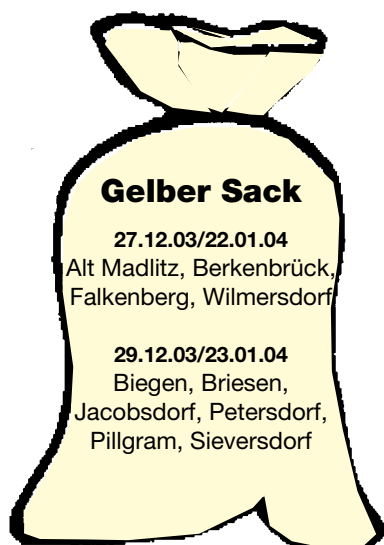 Gelber Sack
27.12.03/22.01.04
Alt Madlitz, Berkenbrück,
Falkenberg, Wilmersdorf
29.12.03/23.01.04
Biegen, Briesen,
Jacobsdorf, Petersdorf,
Pillgram, Sieversdorf